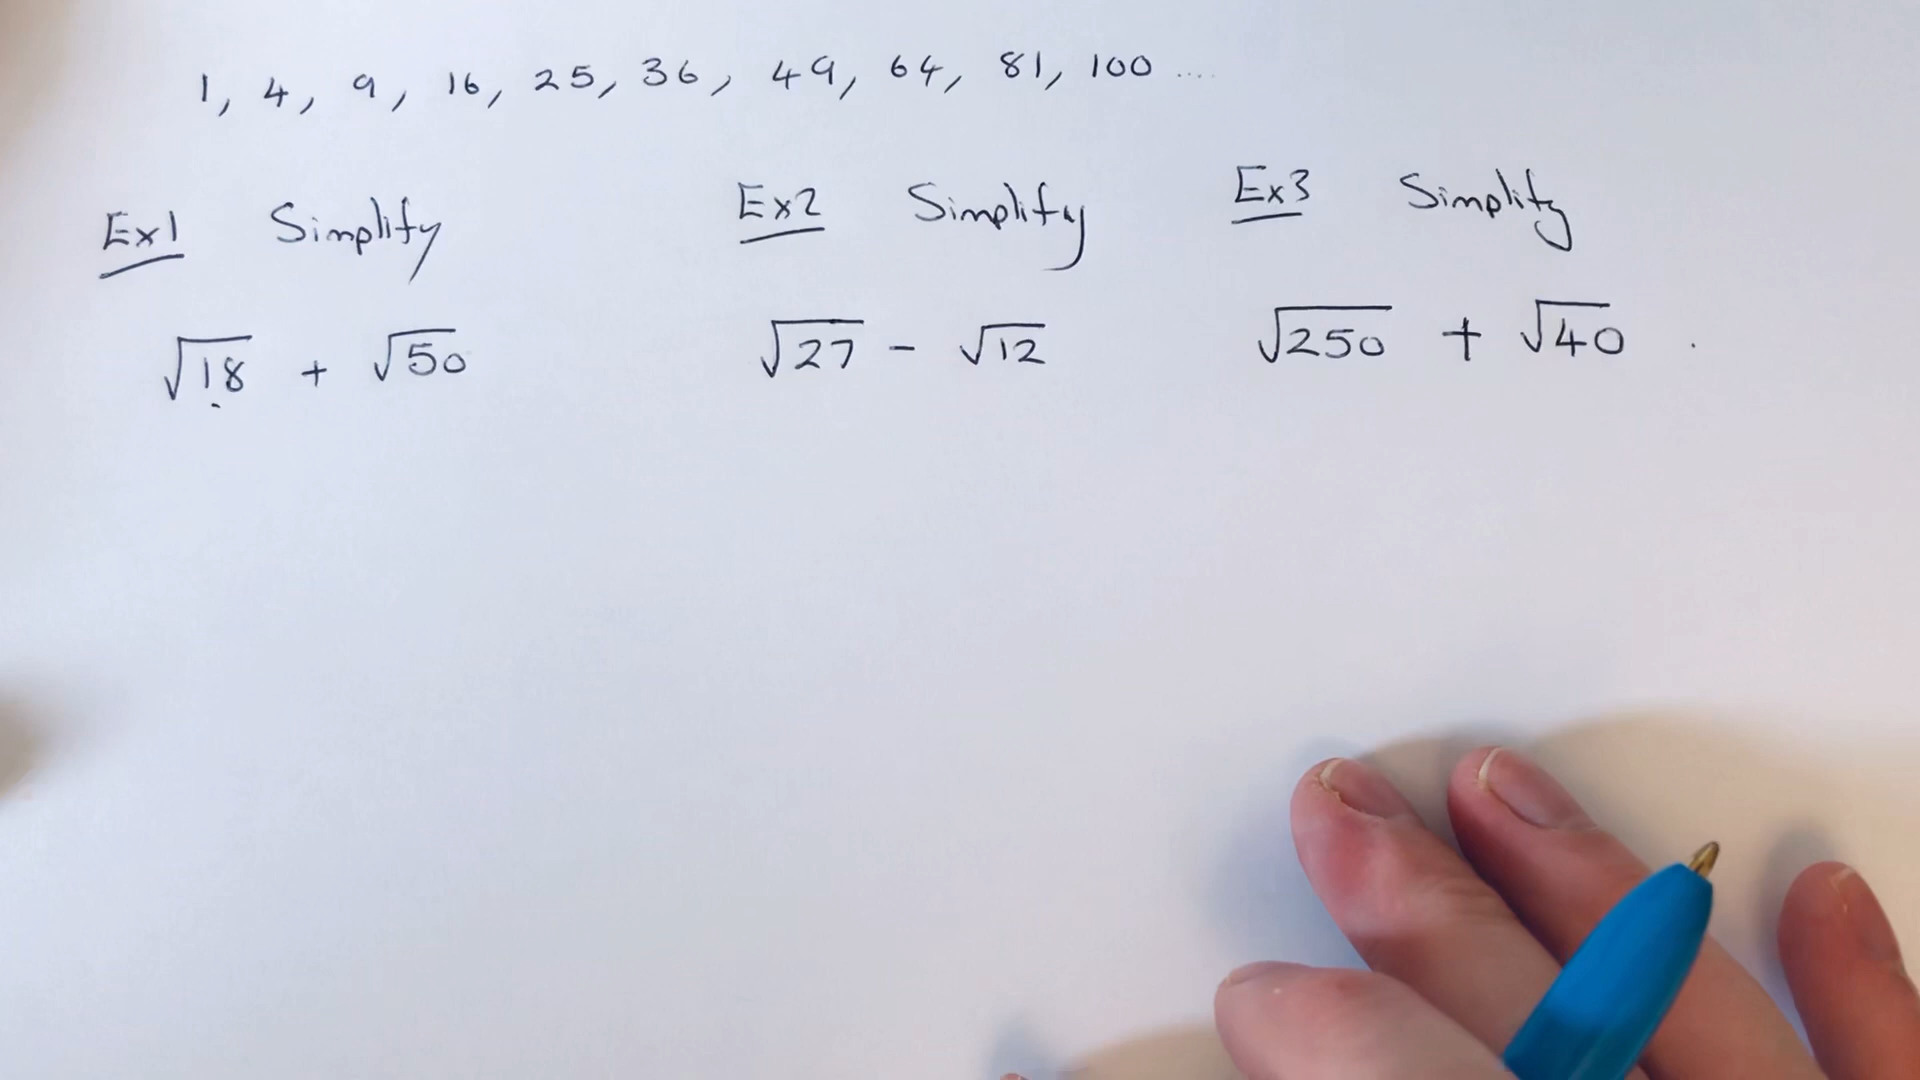 1, 4, 9, 16, 25, 36, 49, 64, 81, 100 ....
Ex1 Simplify
√18 + √50
Ex2 Simplify
√27 - √12
Ex3 Simplify
√250 + √40